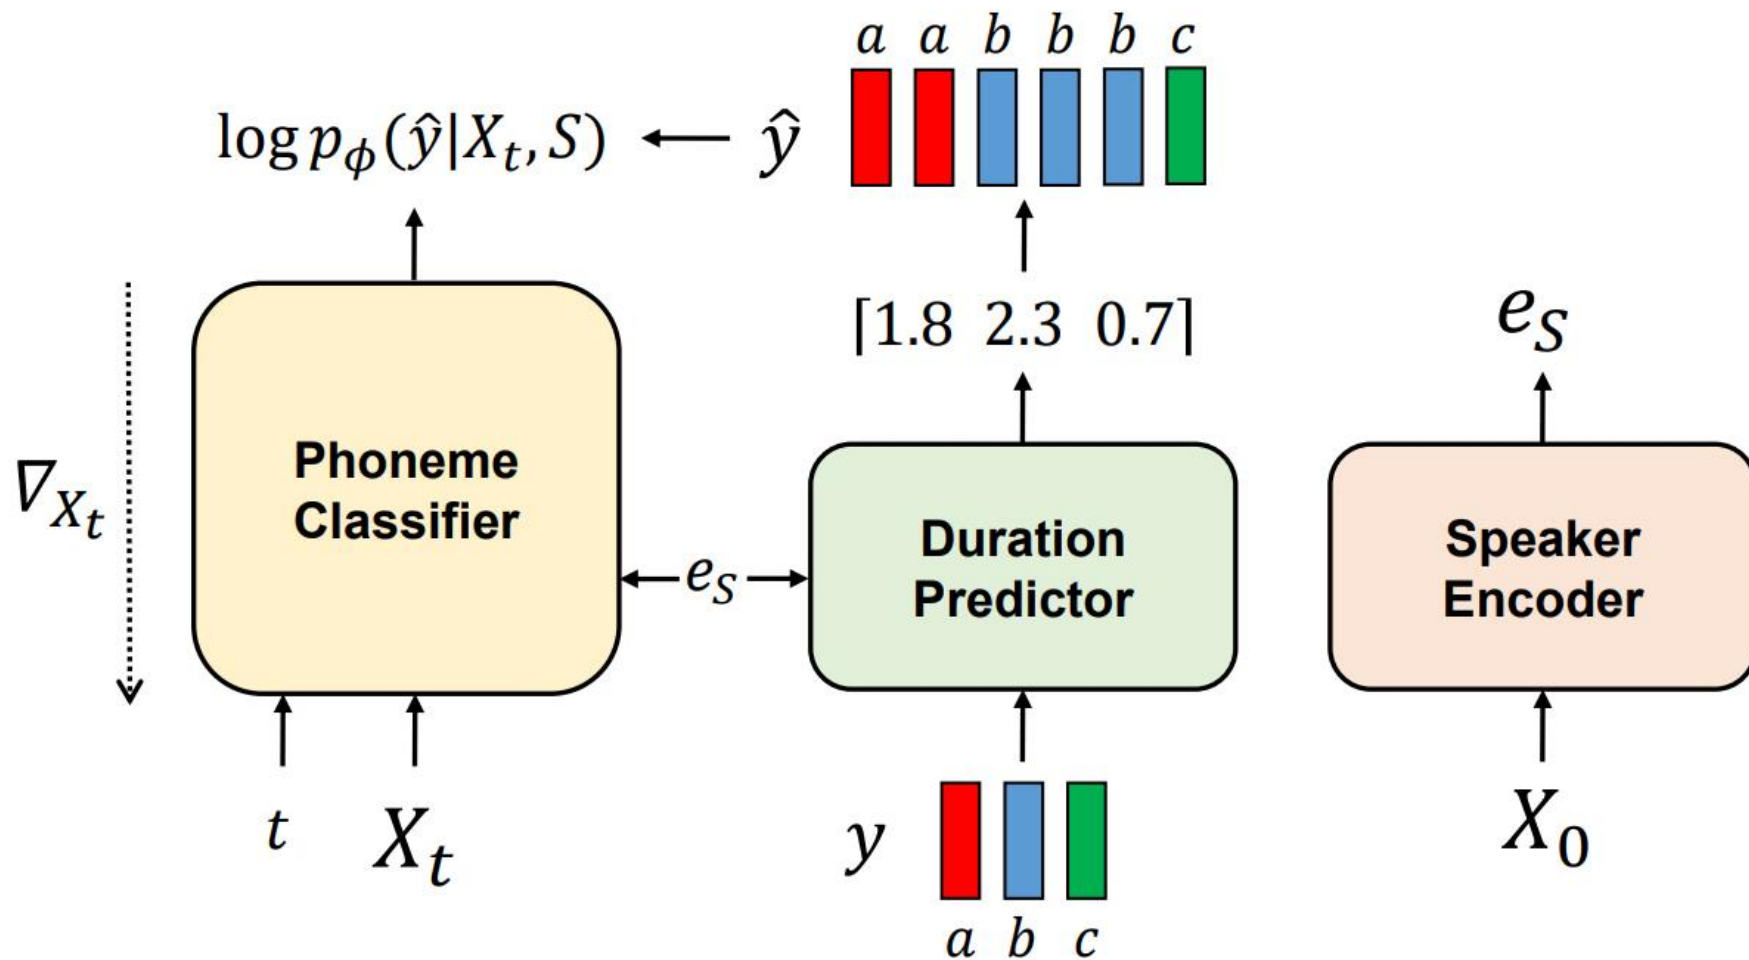 a a b b b c
log p_ϕ(ŷ|X_t, S)
ŷ
⌈1.8 2.3 0.7⌉
e_S
∇_{X_t}
Phoneme
Classifier
e_S
Duration
Predictor
Speaker
Encoder
t
X_t
y
X_0
a b c